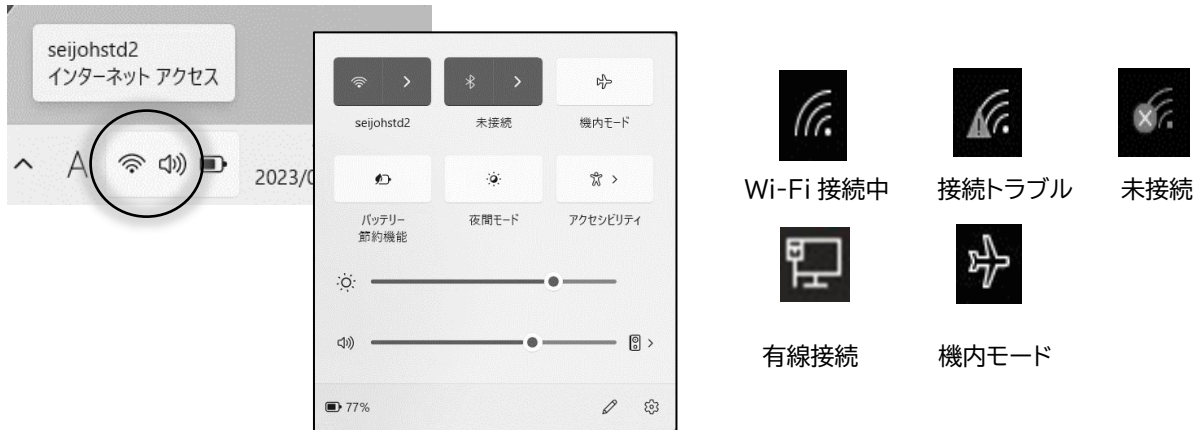 seijohstd2
インターネット アクセス
A
2023/0
seijohstd2
未接続
機内モード
バッテリー
節約機能
夜間モード
アクセシビリティ
77%
Wi-Fi 接続中
接続トラブル
未接続
有線接続
機内モード